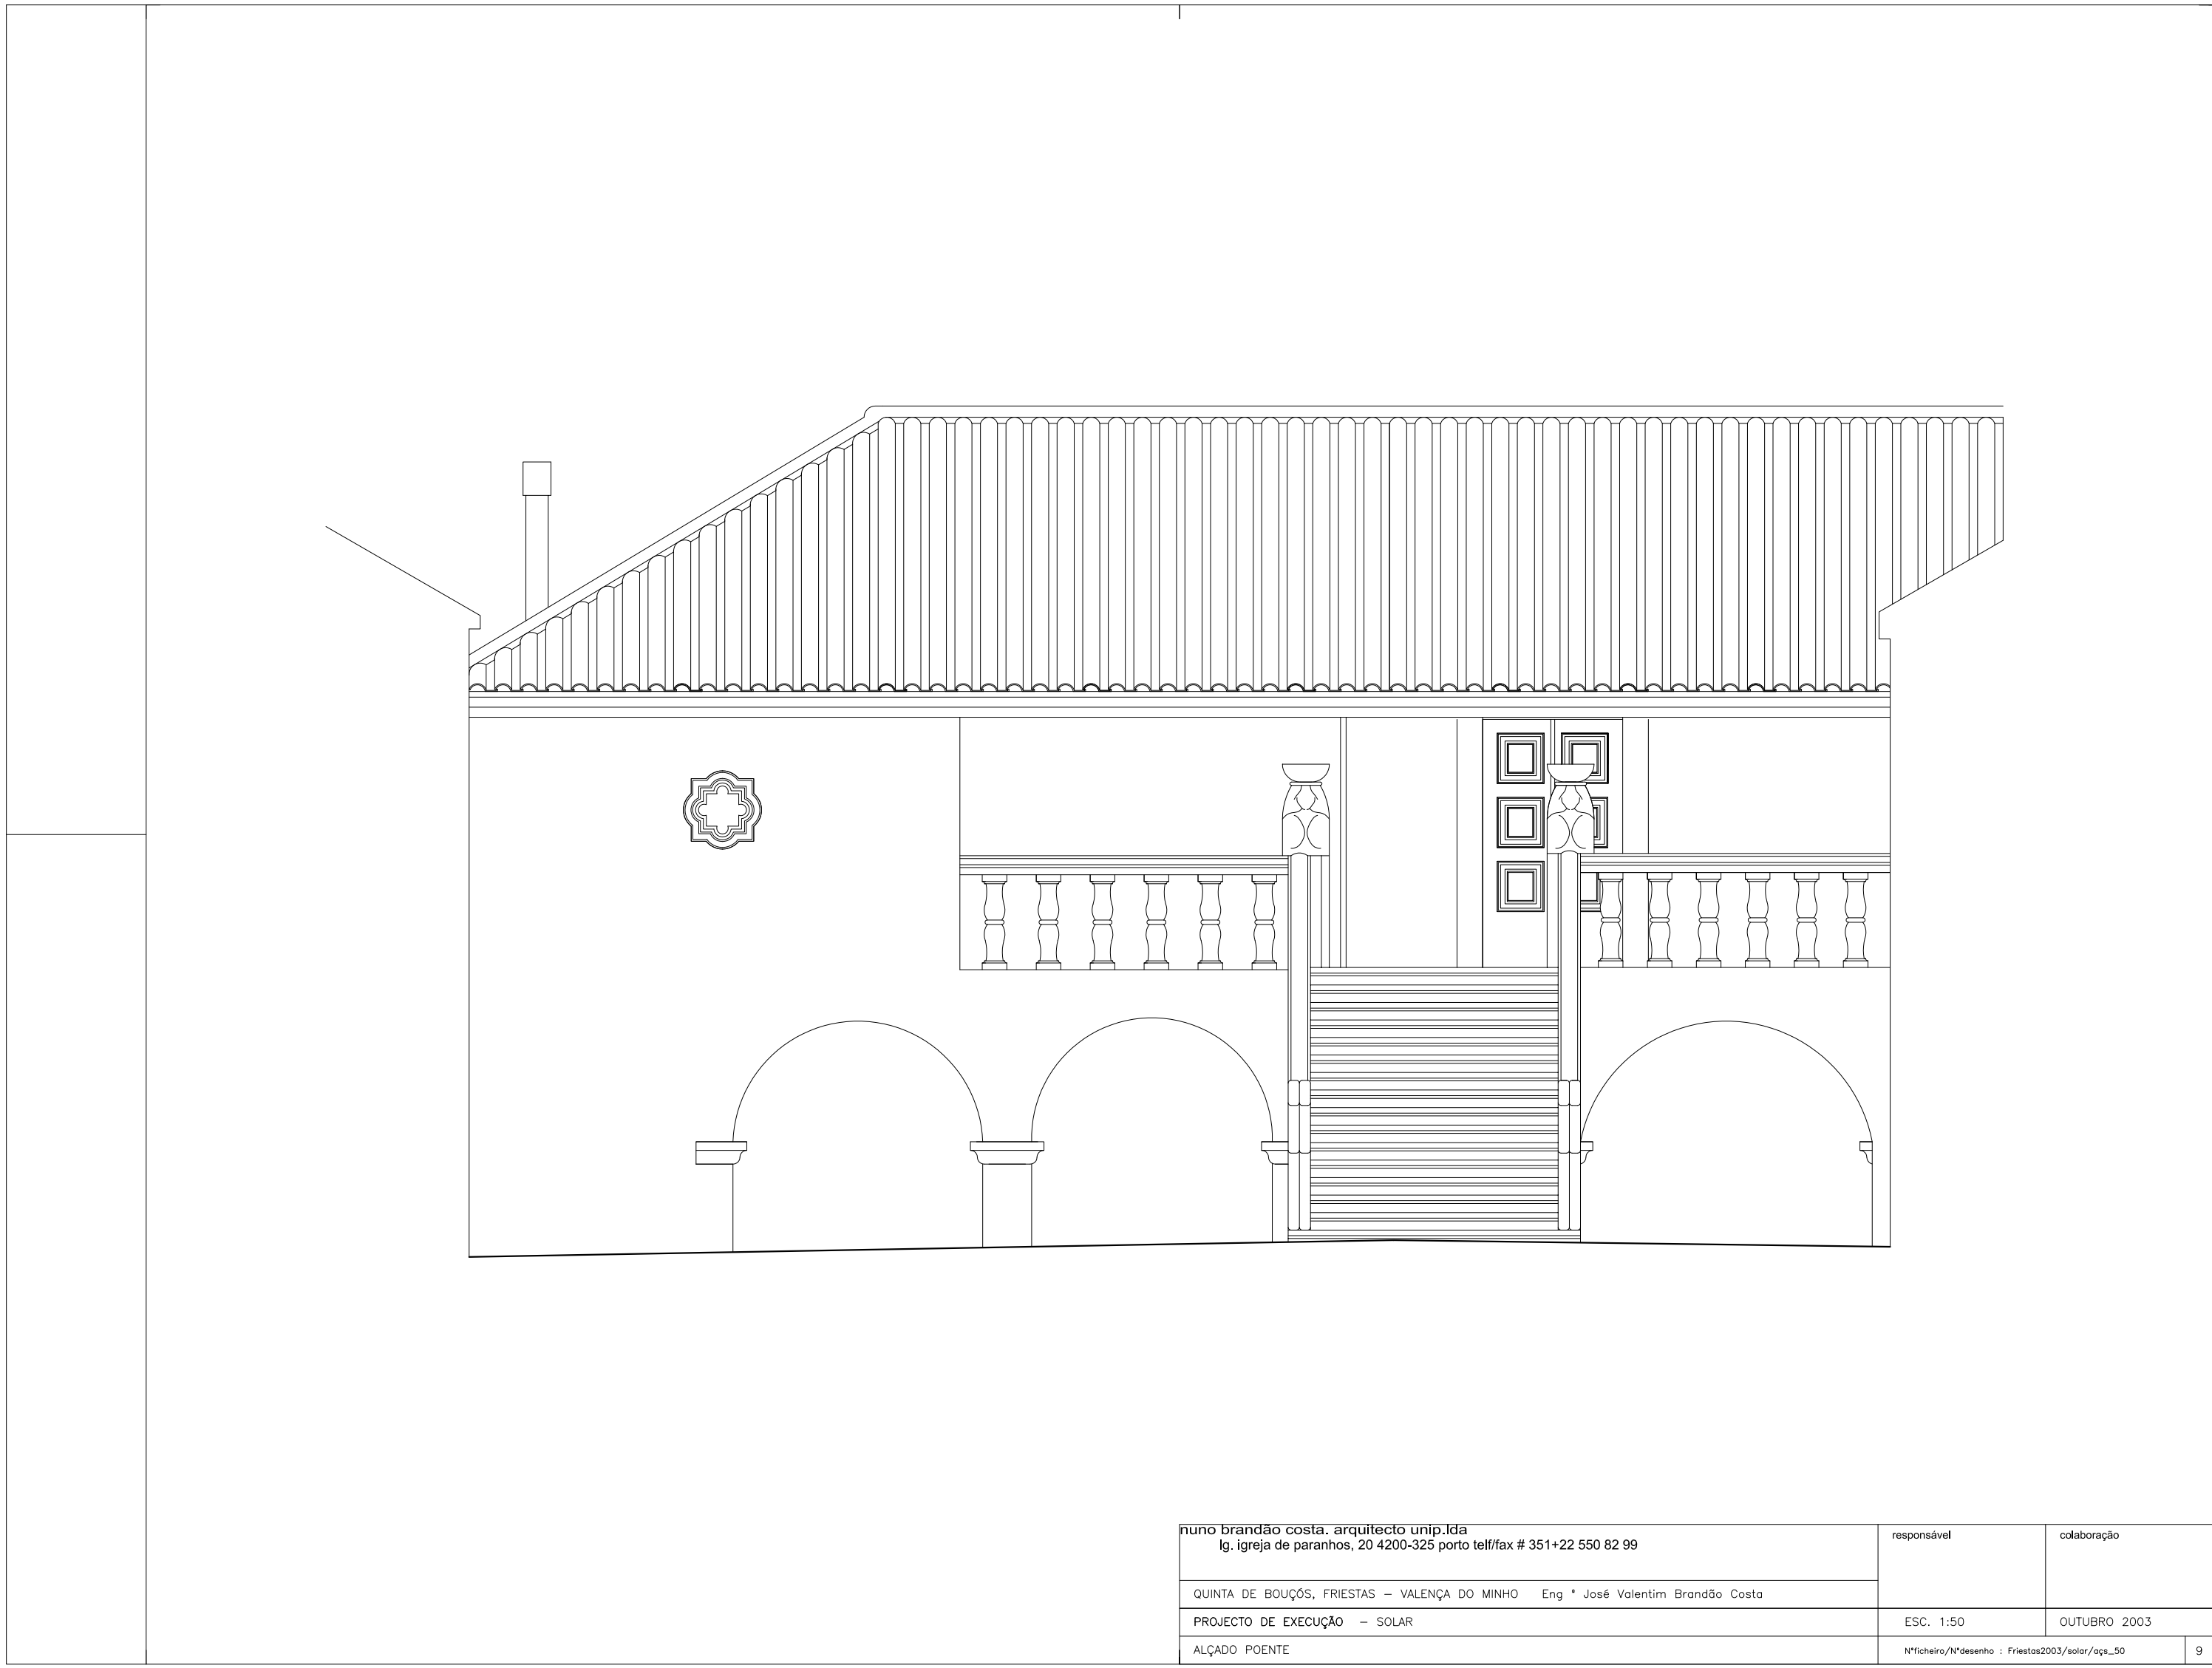 nuno brandão costa. arquitecto unip.lda
lg. igreja de paranhos, 20 4200-325 porto telf/fax # 351+22 550 82 99
responsável
colaboração
QUINTA DE BOUÇÓS, FRIESTAS – VALENÇA DO MINHO Eng ª José Valentim Brandão Costa
PROJECTO DE EXECUÇÃO – SOLAR
ESC. 1:50
OUTUBRO 2003
ALÇADO POENTE
Nºficheiro/Nºdesenho : Friestas2003/solar/açs_50
9